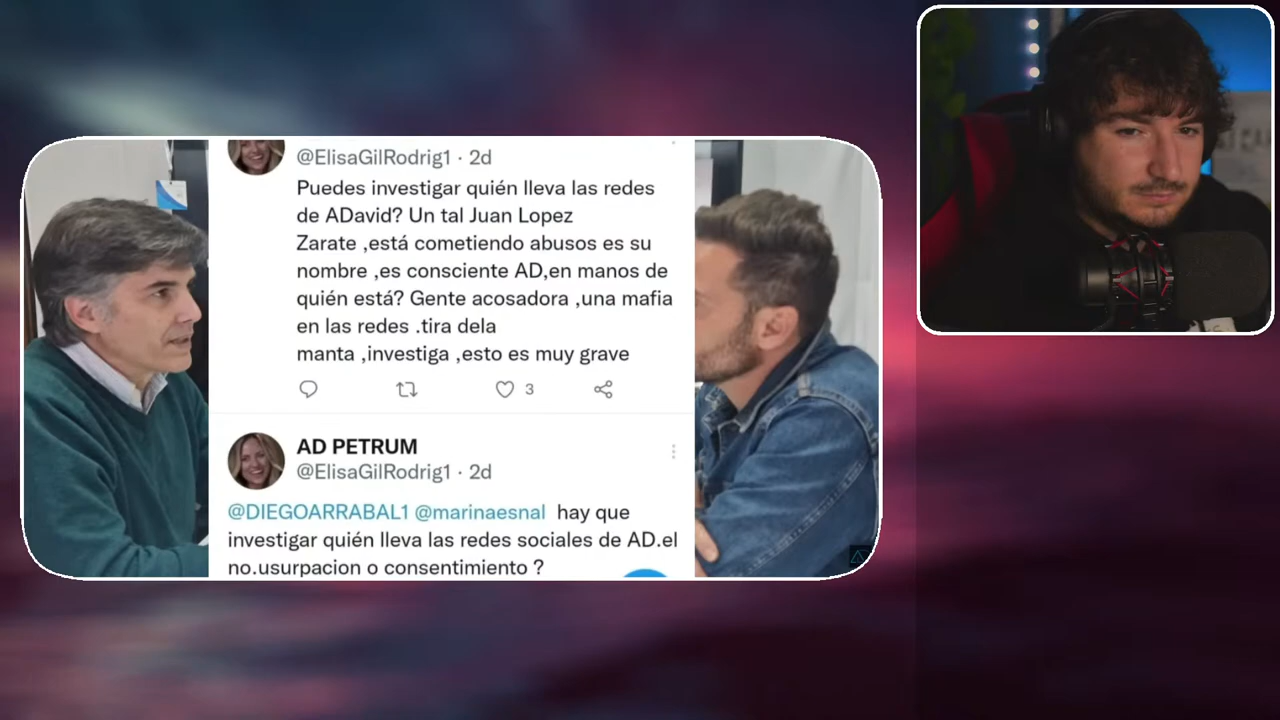 @ElisaGilRodrig1 · 2d
Puedes investigar quién lleva las redes
de ADavid? Un tal Juan Lopez
Zarate ,está cometiendo abusos es su
nombre ,es consciente AD,en manos de
quién está? Gente acosadora ,una mafia
en las redes .tira dela
manta ,investiga ,esto es muy grave
3
AD PETRUM
@ElisaGilRodrig1 · 2d
@DIEGOARRABAL1 @marinaesnal hay que
investigar quién lleva las redes sociales de AD.el
no.usurpacion o consentimiento ?